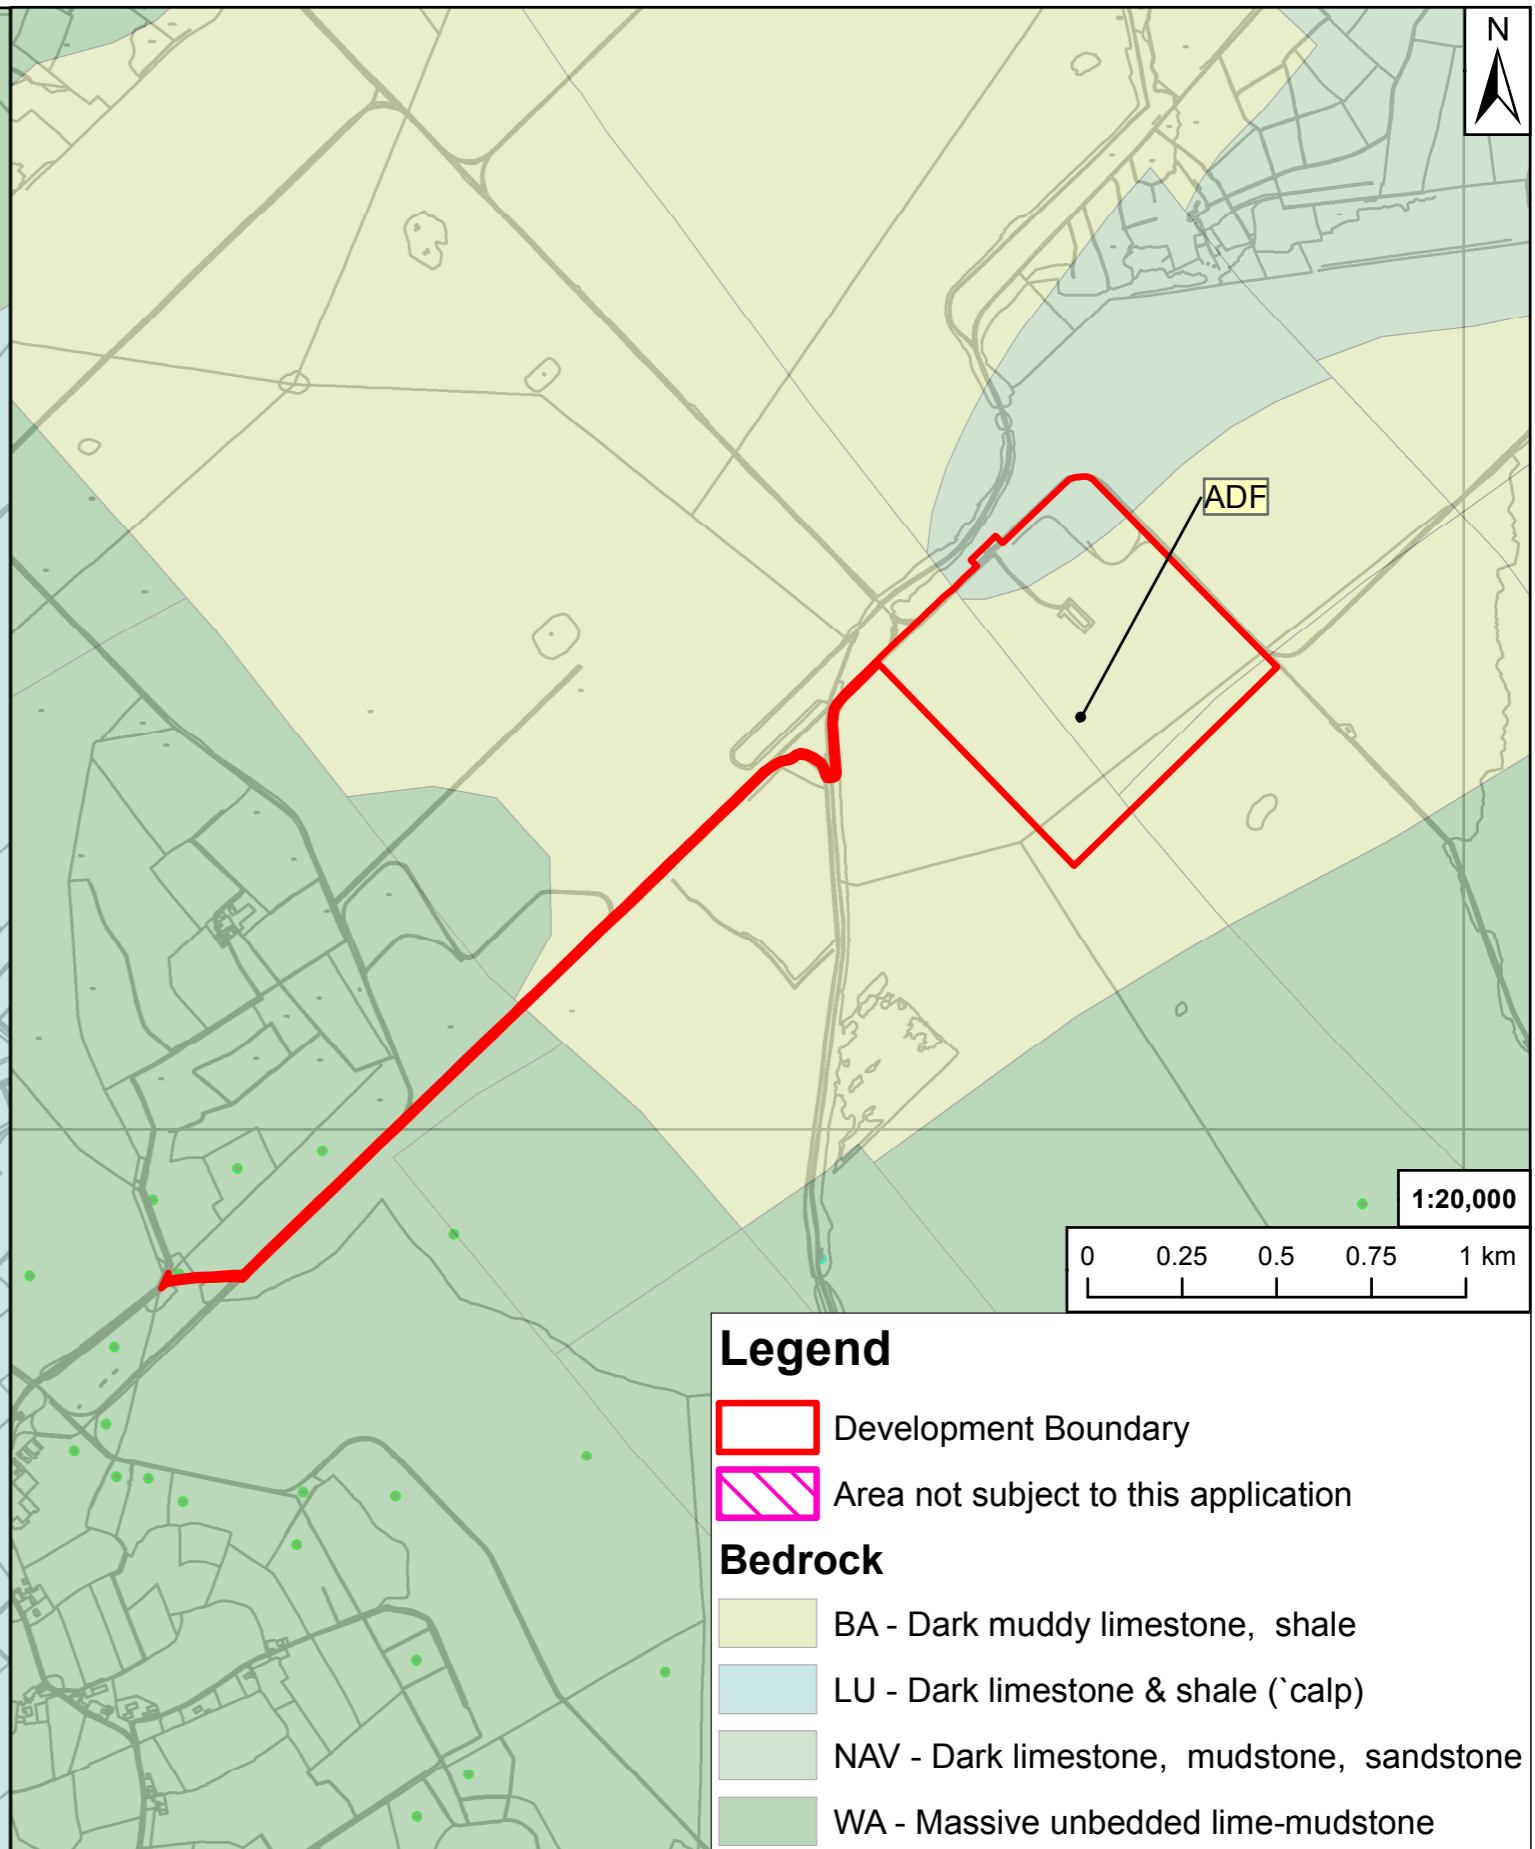 N
ADF
1:20,000
0 0.25 0.5 0.75 1 km
Legend
Development Boundary
Area not subject to this application
Bedrock
BA - Dark muddy limestone, shale
LU - Dark limestone & shale (`calp)
NAV - Dark limestone, mudstone, sandstone
WA - Massive unbedded lime-mudstone